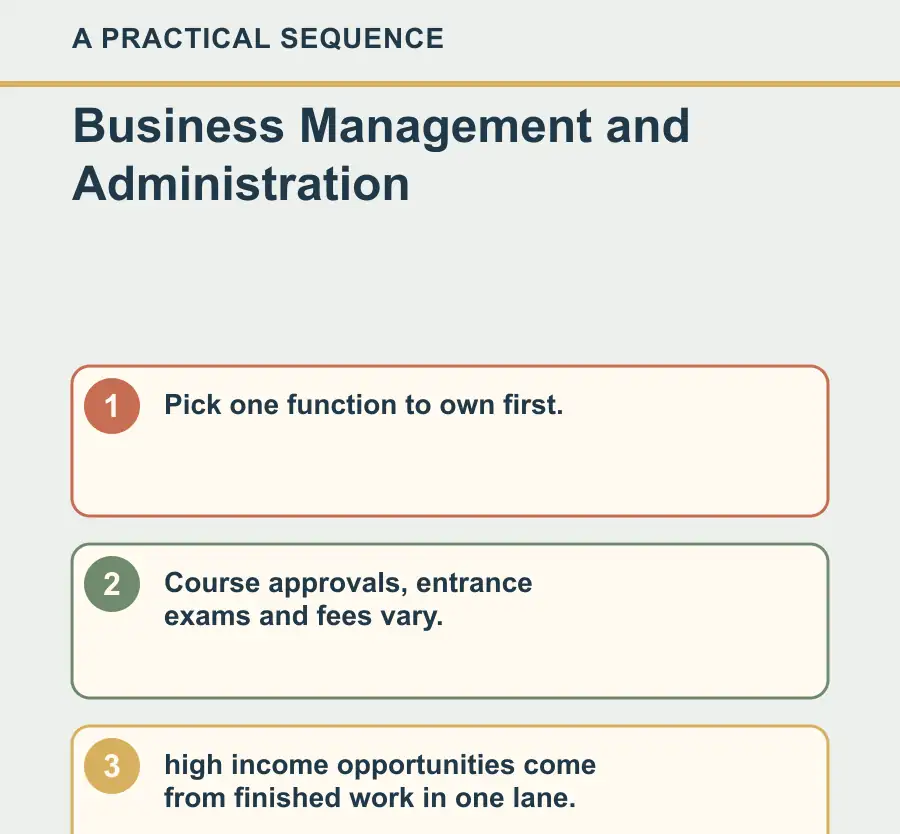 A PRACTICAL SEQUENCE
Business Management and
Administration
1
Pick one function to own first.
2
Course approvals, entrance
exams and fees vary.
3
high income opportunities come
from finished work in one lane.